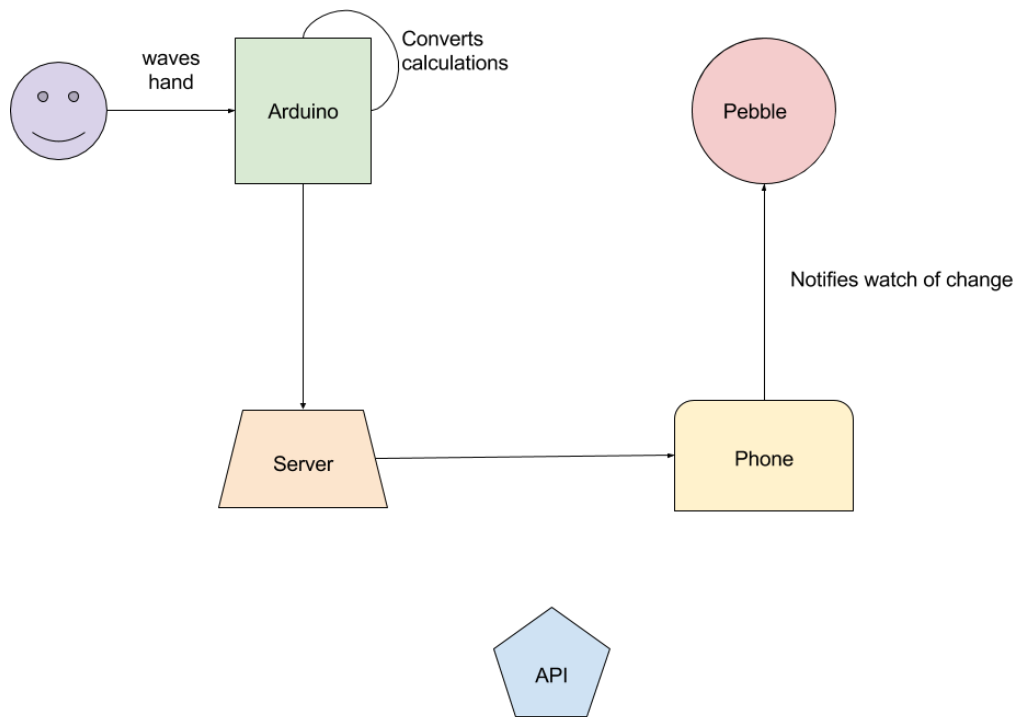 waves
hand
Arduino
Converts
calculations
Pebble
Notifies watch of change
Server
Phone
API